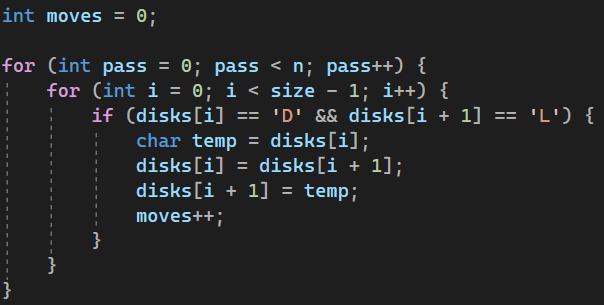 int moves = 0;
for (int pass = 0; pass < n; pass++) {
for (int i = 0; i < size - 1; i++) {
if (disks[i] == 'D' && disks[i + 1] == 'L') {
char temp = disks[i];
disks[i] = disks[i + 1];
disks[i + 1] = temp;
moves++;
}
}
}